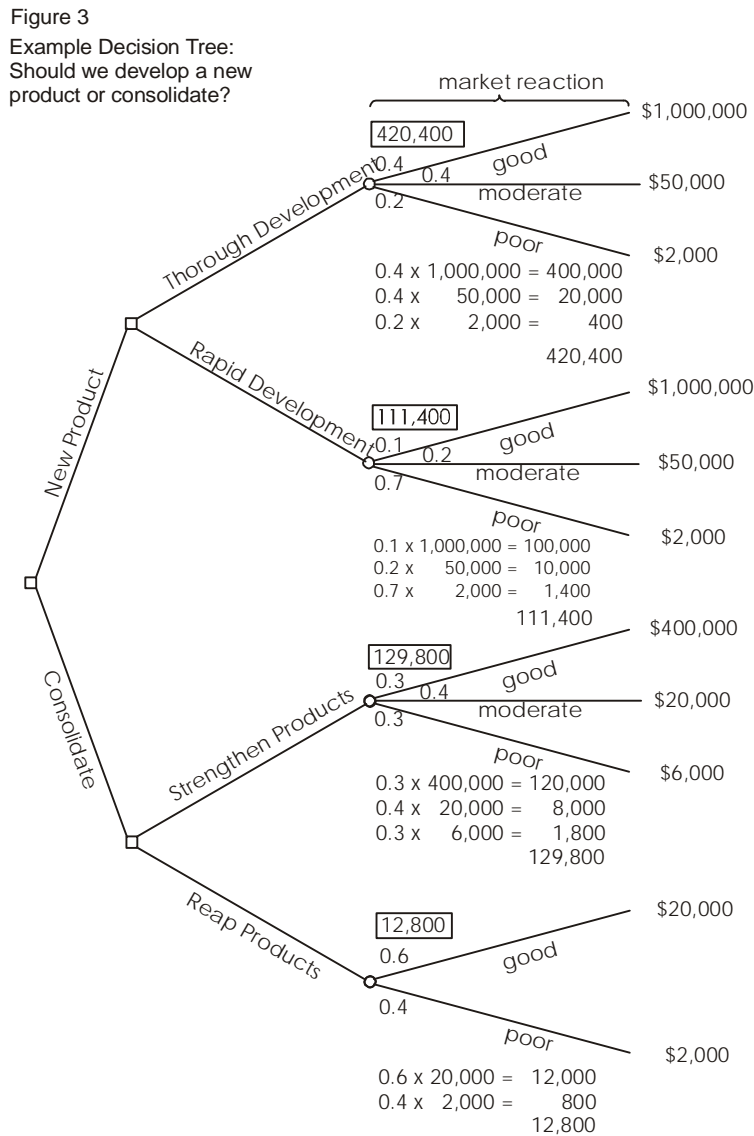 Figure 3
Example Decision Tree:
Should we develop a new
product or consolidate?
market reaction
$1,000,000
420,400
Thorough Development
0.4
0.4
good
$50,000
moderate
0.2
poor
$2,000
0.4 x 1,000,000 = 400,000
0.4 x 50,000 = 20,000
0.2 x 2,000 = 400
420,400
New Product
Rapid Development
$1,000,000
111,400
0.1
0.2
good
$50,000
moderate
0.7
poor
$2,000
0.1 x 1,000,000 = 100,000
0.2 x 50,000 = 10,000
0.7 x 2,000 = 1,400
111,400
Consolidate
Strengthen Products
$400,000
129,800
0.3
0.4
good
$20,000
moderate
0.3
poor
$6,000
0.3 x 400,000 = 120,000
0.4 x 20,000 = 8,000
0.3 x 6,000 = 1,800
129,800
Reap Products
$20,000
12,800
0.6
good
0.4
poor
$2,000
0.6 x 20,000 = 12,000
0.4 x 2,000 = 800
12,800